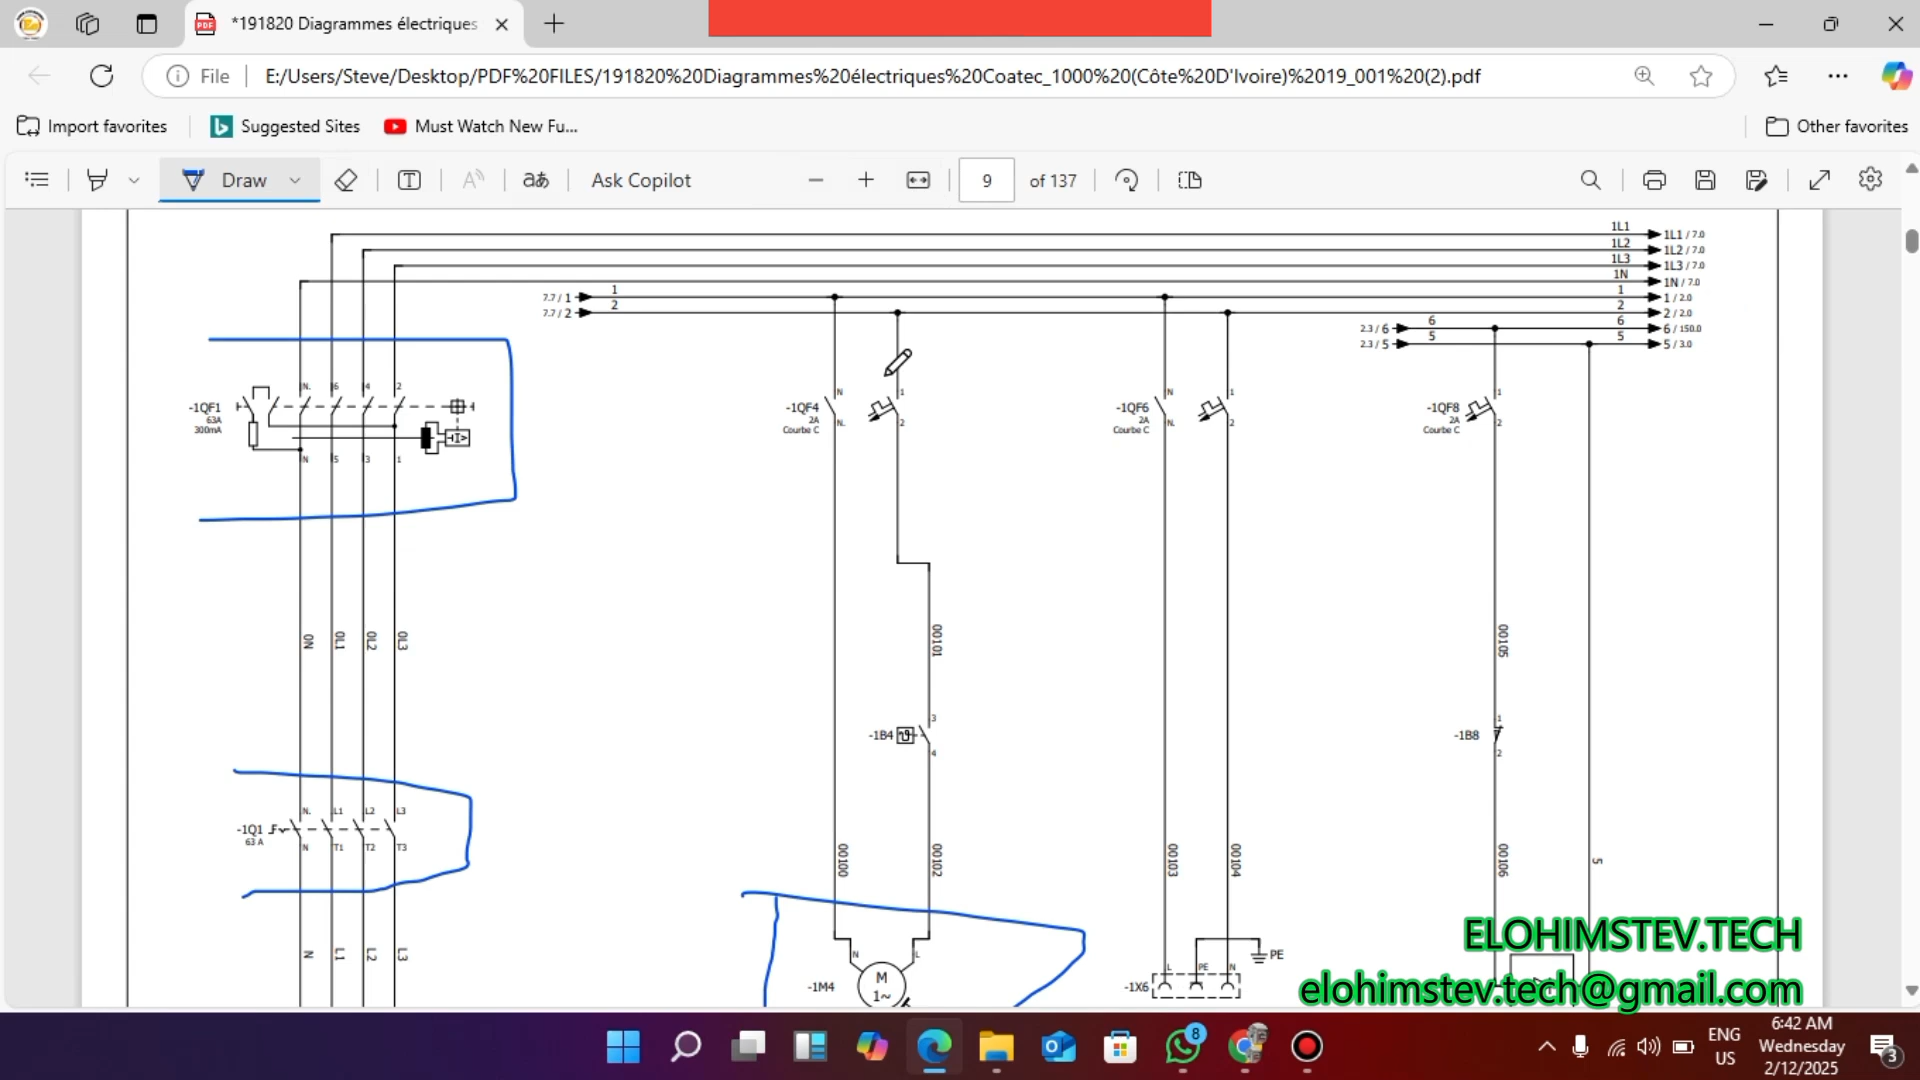 *191820 Diagrammes électriques
File
E:/Users/Steve/Desktop/PDF%20FILES/191820%20Diagrammes%20électriques%20Coatec_1000%20(Côte%20D'Ivoire)%2019_001%20(2).pdf
Import favorites
Suggested Sites
Must Watch New Fu...
Other favorites
Draw
aあ
Ask Copilot
9
of 137
1L1
1L1 / 7.0
1L2
1L2 / 7.0
1L3
1L3 / 7.0
1N
1N / 7.0
7.7 / 1
1
1
1 / 2.0
7.7 / 2
2
2
2 / 2.0
2.3 / 6
6
6
6 / 150.0
2.3 / 5
5
5
5 / 3.0
N. 6 4 2
-1QF1
63A
300mA
N 5 3 1
N 1
-1QF4
2A
Courbe C
N. 2
N 1
-1QF6
2A
Courbe C
N. 2
1
-1QF8
2A
Courbe C
2
0N
0L1
0L2
0L3
00101
00105
3
-1B4
4
1
-1B8
2
N. L1 L2 L3
-1Q1
63 A
N T1 T2 T3
00100
00102
00103
00104
00106
5
N
L1
L2
L3
N L
-1M4
M
1~
L PE N
PE
-1X6
ELOHIMSTEV.TECH
elohimstev.tech@gmail.com
8
ENG
US
6:42 AM
Wednesday
2/12/2025
3